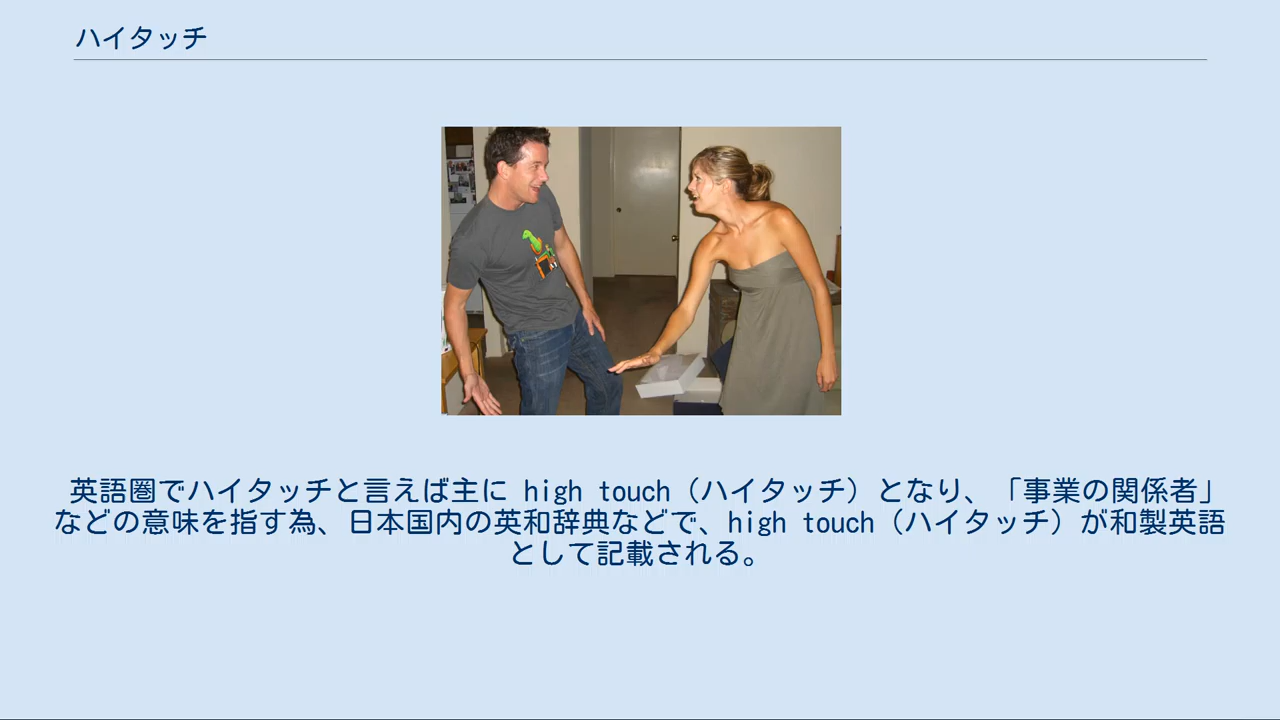 ハイタッチ
英語圏でハイタッチと言えば主に high touch（ハイタッチ）となり、「事業の関係者」
などの意味を指す為、日本国内の英和辞典などで、high touch（ハイタッチ）が和製英語
として記載される。